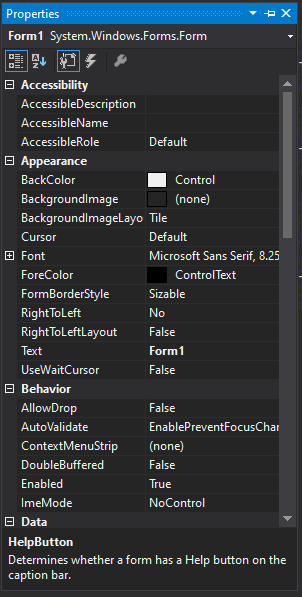 Properties
Form1 System.Windows.Forms.Form
Accessibility
AccessibleDescription
AccessibleName
AccessibleRole Default
Appearance
BackColor Control
BackgroundImage (none)
BackgroundImageLayo Tile
Cursor Default
Font Microsoft Sans Serif, 8.25
ForeColor ControlText
FormBorderStyle Sizable
RightToLeft No
RightToLeftLayout False
Text Form1
UseWaitCursor False
Behavior
AllowDrop False
AutoValidate EnablePreventFocusChar
ContextMenuStrip (none)
DoubleBuffered False
Enabled True
ImeMode NoControl
Data
HelpButton
Determines whether a form has a Help button on the
caption bar.